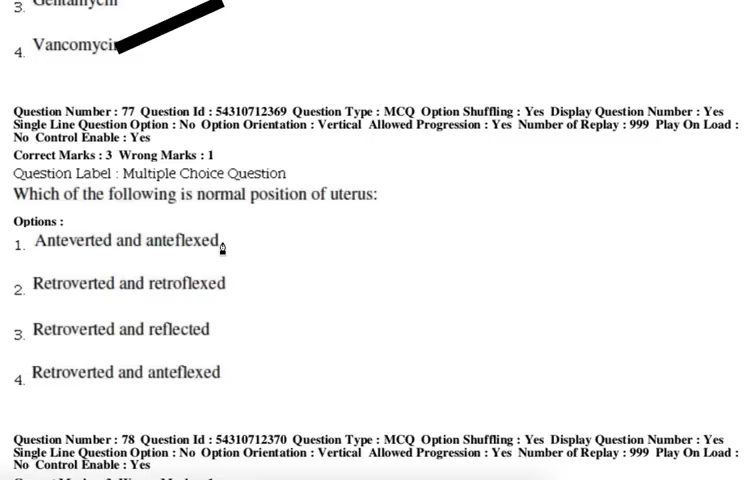 3. Gentamycin
4. Vancomycin
Question Number : 77 Question Id : 54310712369 Question Type : MCQ Option Shuffling : Yes Display Question Number : Yes
Single Line Question Option : No Option Orientation : Vertical Allowed Progression : Yes Number of Replay : 999 Play On Load :
No Control Enable : Yes
Correct Marks : 3 Wrong Marks : 1
Question Label : Multiple Choice Question
Which of the following is normal position of uterus:
Options :
1. Anteverted and anteflexed
2. Retroverted and retroflexed
3. Retroverted and reflected
4. Retroverted and anteflexed
Question Number : 78 Question Id : 54310712370 Question Type : MCQ Option Shuffling : Yes Display Question Number : Yes
Single Line Question Option : No Option Orientation : Vertical Allowed Progression : Yes Number of Replay : 999 Play On Load :
No Control Enable : Yes